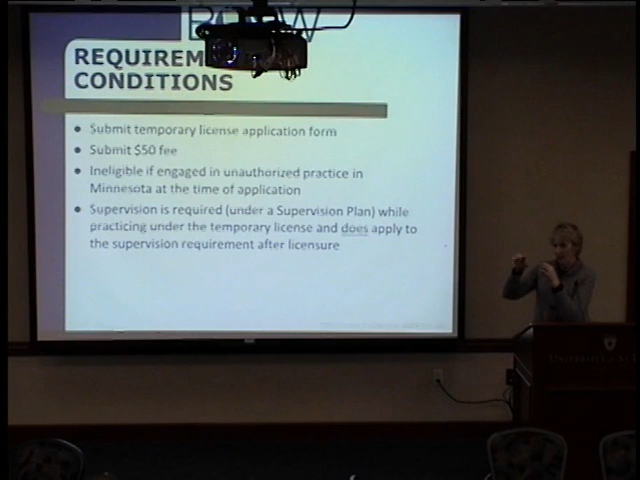 REQUIREM
CONDITIONS
• Submit temporary license application form
• Submit $50 fee
• Ineligible if engaged in unauthorized practice in
Minnesota at the time of application
• Supervision is required (under a Supervision Plan) while
practicing under the temporary license and does apply to
the supervision requirement after licensure
UNIVERSITY